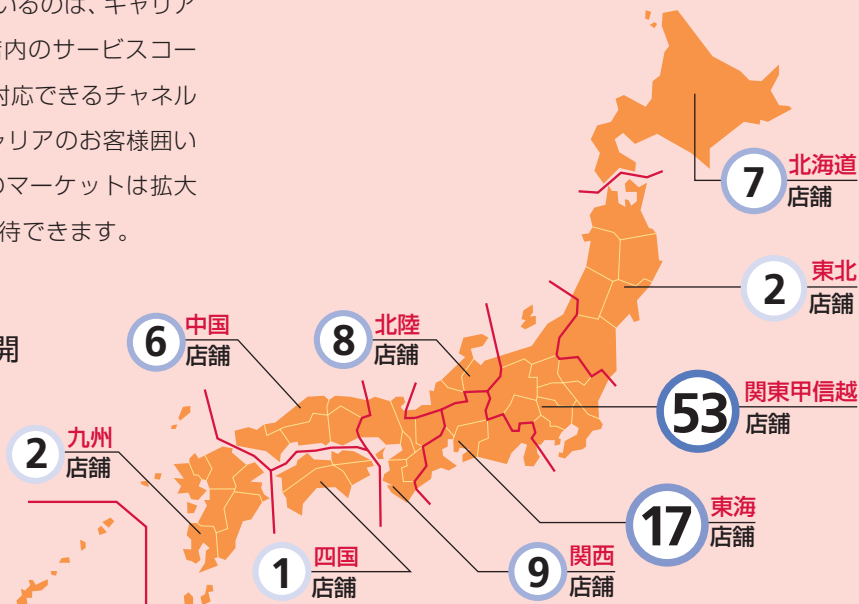 いるのは、キャリア
内のサービスコー
対応できるチャネル
ャリアのお客様囲い
のマーケットは拡大
待できます。
開
7 北海道
店舗
2 東北
店舗
6 中国
店舗
8 北陸
店舗
53 関東甲信越
店舗
2 九州
店舗
17 東海
店舗
1 四国
店舗
9 関西
店舗